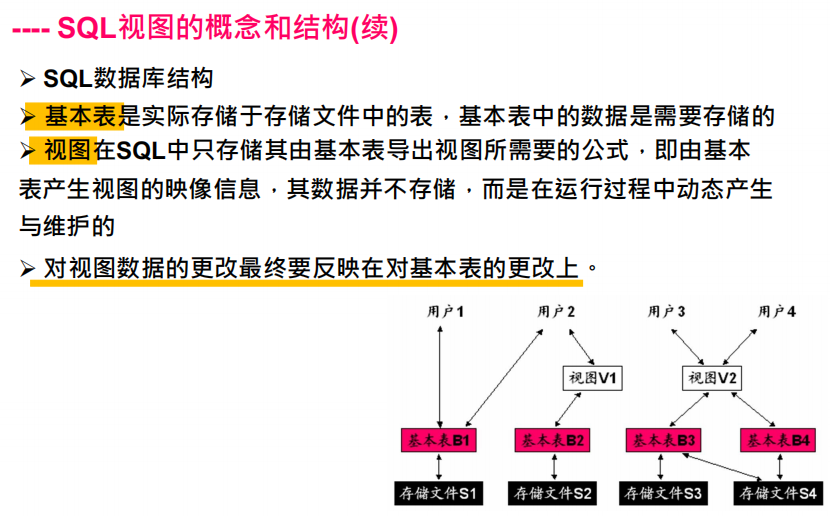 ---- SQL视图的概念和结构(续)
➢ SQL数据库结构
➢ 基本表是实际存储于存储文件中的表，基本表中的数据是需要存储的
➢ 视图在SQL中只存储其由基本表导出视图所需要的公式，即由基本
表产生视图的映像信息，其数据并不存储，而是在运行过程中动态产生
与维护的
➢ 对视图数据的更改最终要反映在对基本表的更改上。
用户1 用户2 用户3 用户4
视图V1 视图V2
基本表B1 基本表B2 基本表B3 基本表B4
存储文件S1 存储文件S2 存储文件S3 存储文件S4